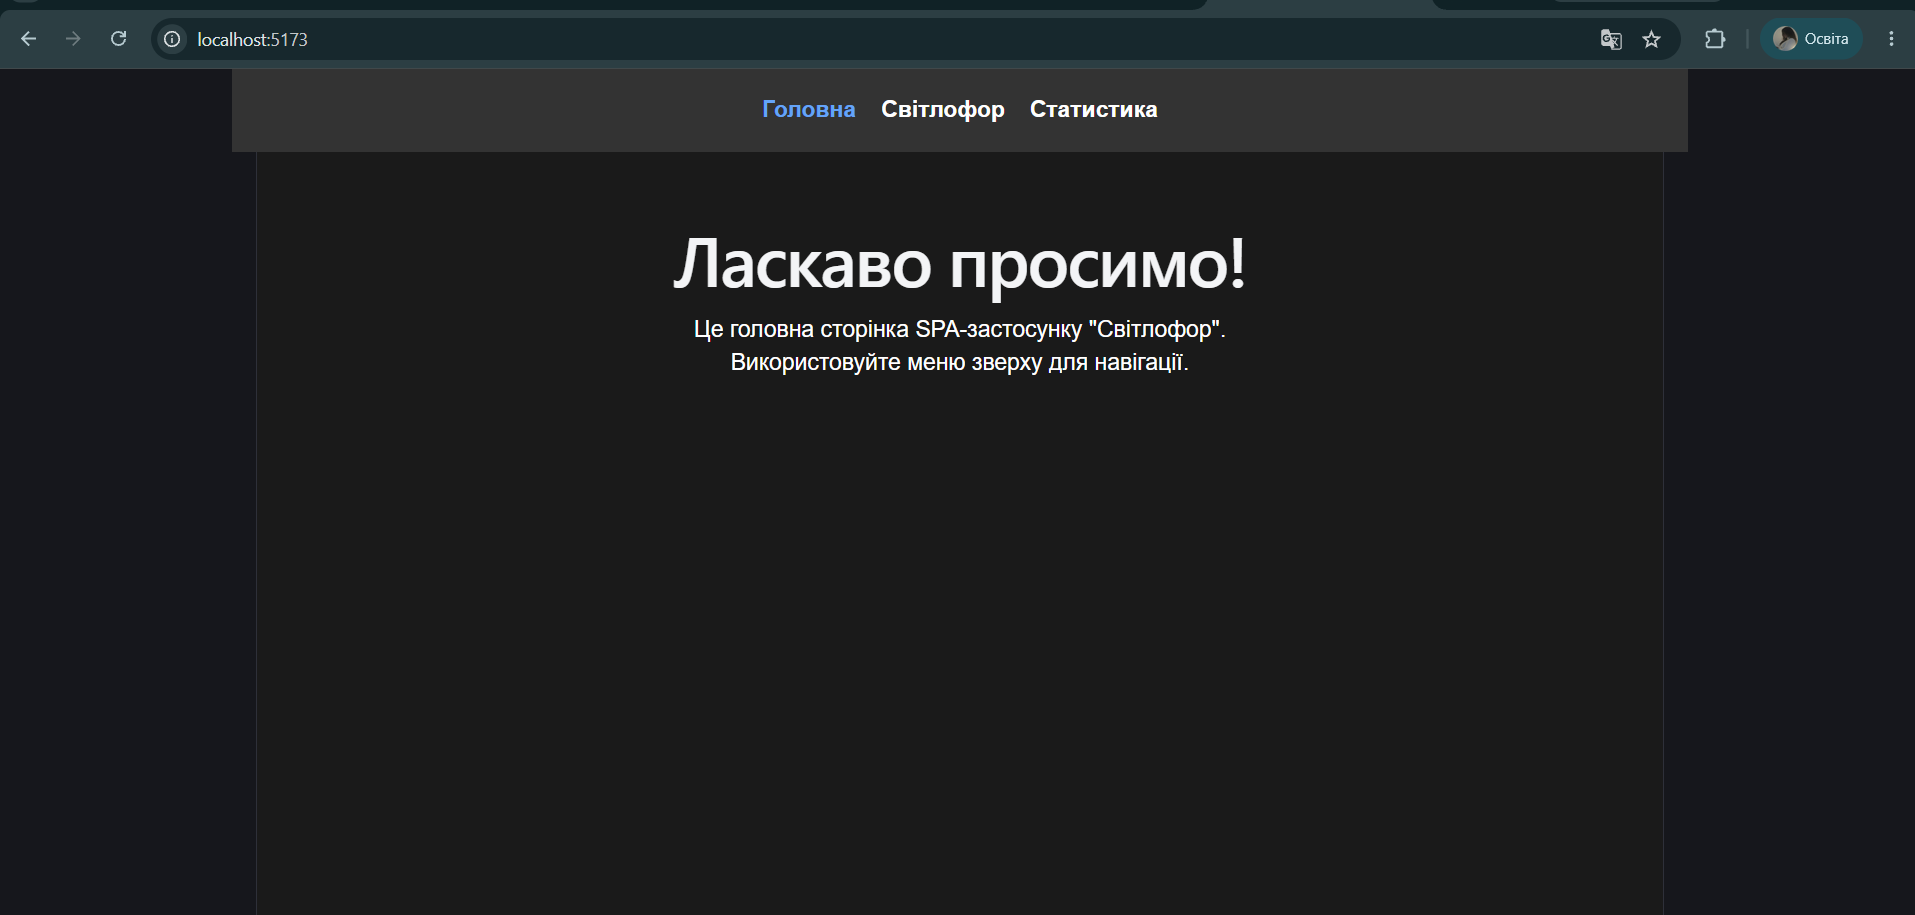 localhost:5173
Освіта
Головна Світлофор Статистика
Ласкаво просимо!
Це головна сторінка SPA-застосунку "Світлофор".
Використовуйте меню зверху для навігації.